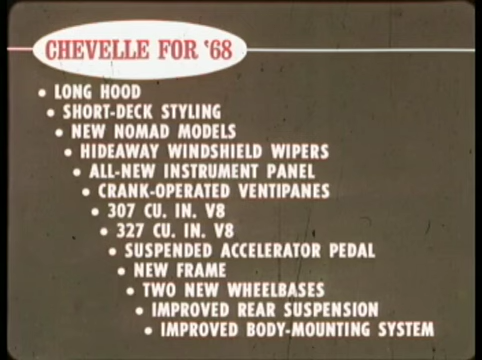 CHEVELLE FOR '68
• LONG HOOD
• SHORT-DECK STYLING
• NEW NOMAD MODELS
• HIDEAWAY WINDSHIELD WIPERS
• ALL-NEW INSTRUMENT PANEL
• CRANK-OPERATED VENTIPANES
• 307 CU. IN. V8
• 327 CU. IN. V8
• SUSPENDED ACCELERATOR PEDAL
• NEW FRAME
• TWO NEW WHEELBASES
• IMPROVED REAR SUSPENSION
• IMPROVED BODY-MOUNTING SYSTEM